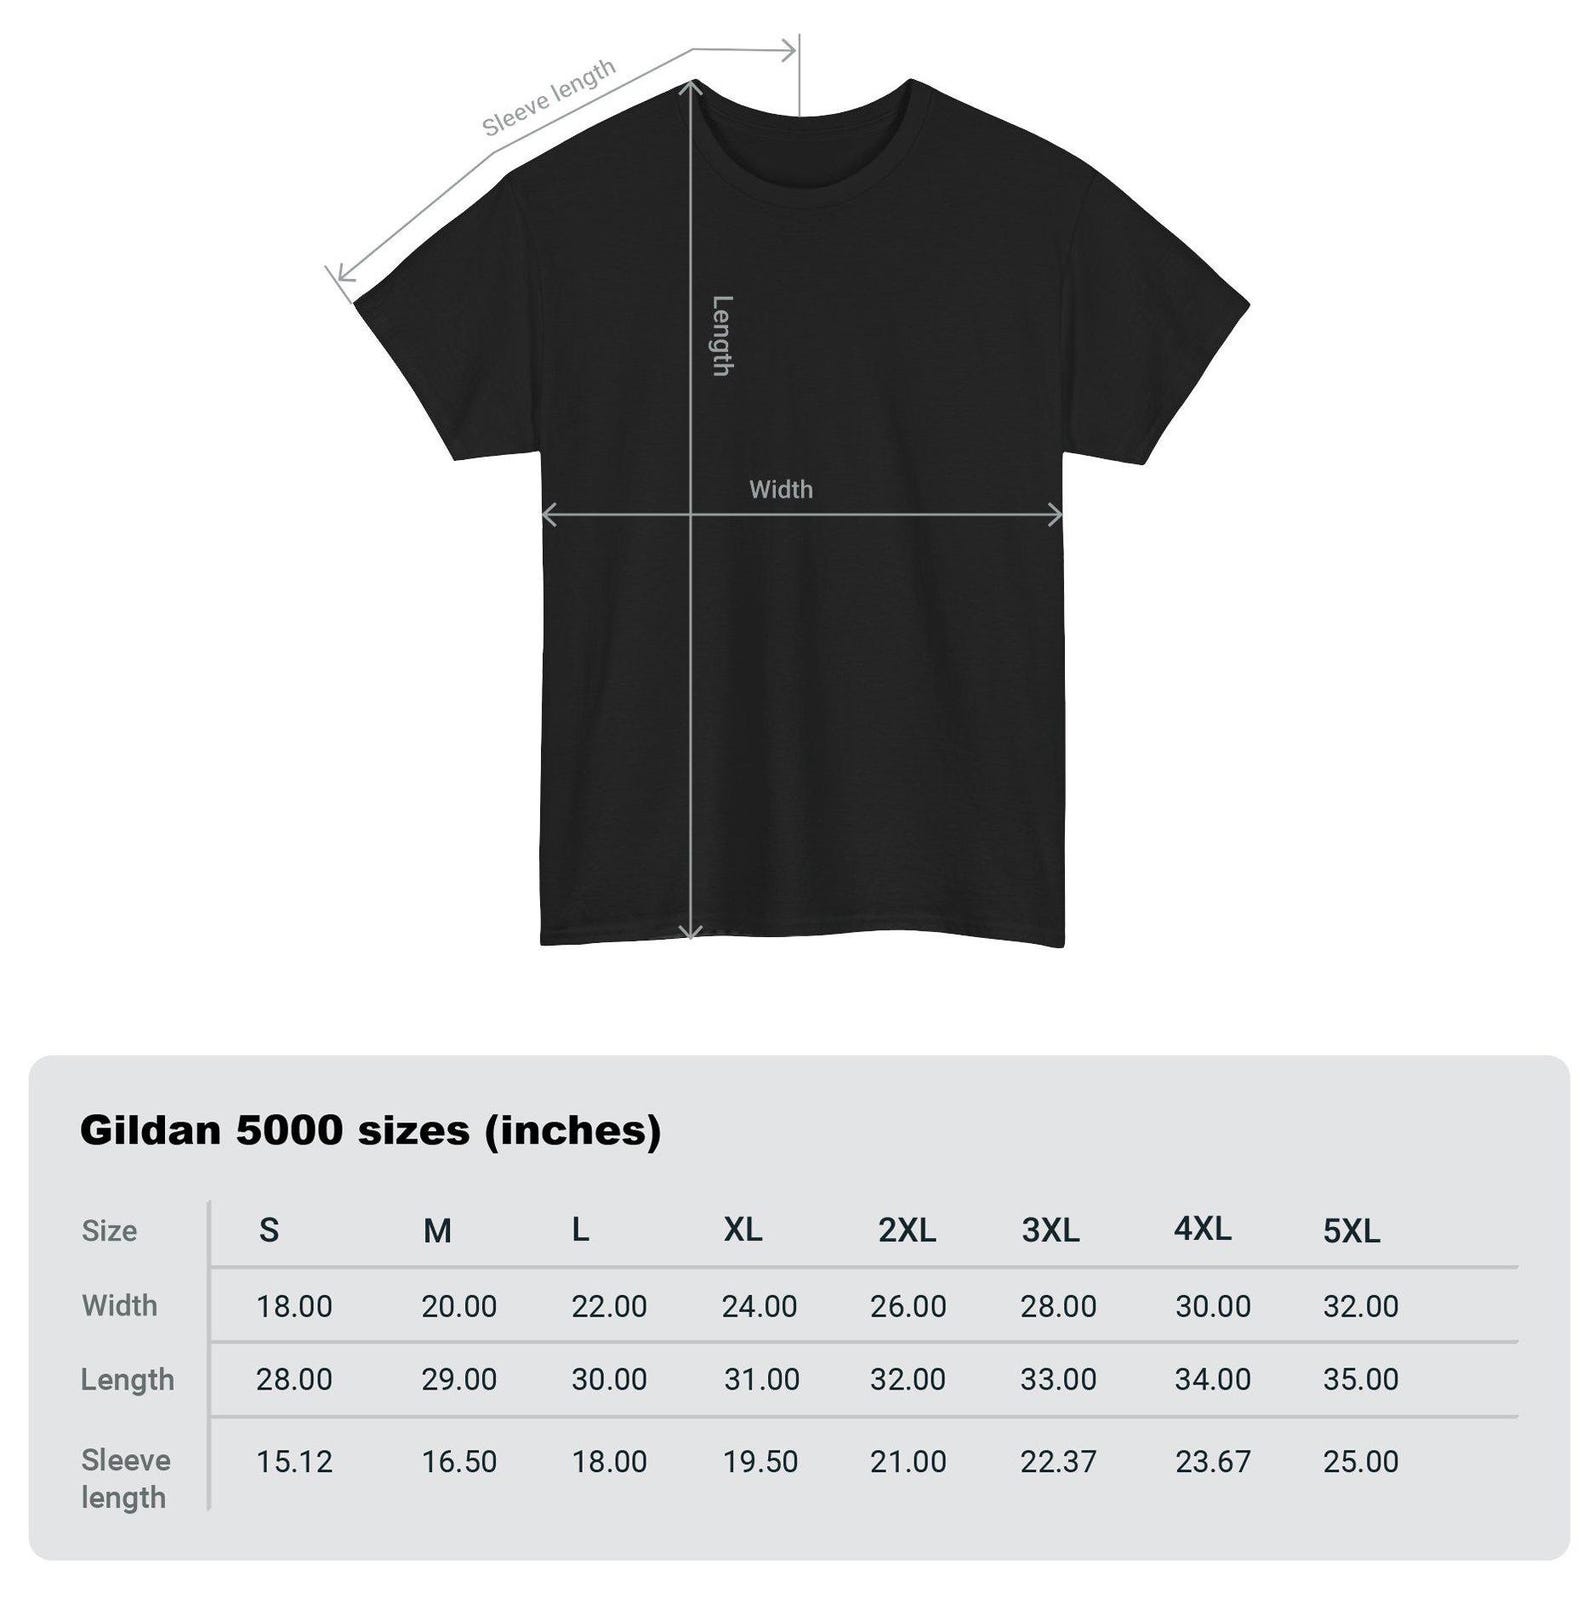 Sleeve length
Length
Width
Gildan 5000 sizes (inches)
Size S M L XL 2XL 3XL 4XL 5XL
Width 18.00 20.00 22.00 24.00 26.00 28.00 30.00 32.00
Length 28.00 29.00 30.00 31.00 32.00 33.00 34.00 35.00
Sleeve length 15.12 16.50 18.00 19.50 21.00 22.37 23.67 25.00